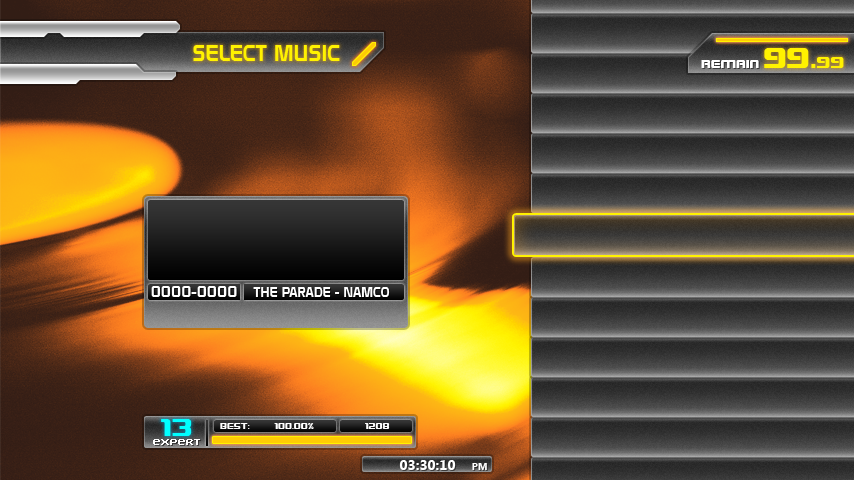 SELECT MUSIC
REMAIN 99.99
0000-0000 THE PARADE - NAMCO
13 EXPERT
BEST: 100.00% 1208
03:30:10 PM